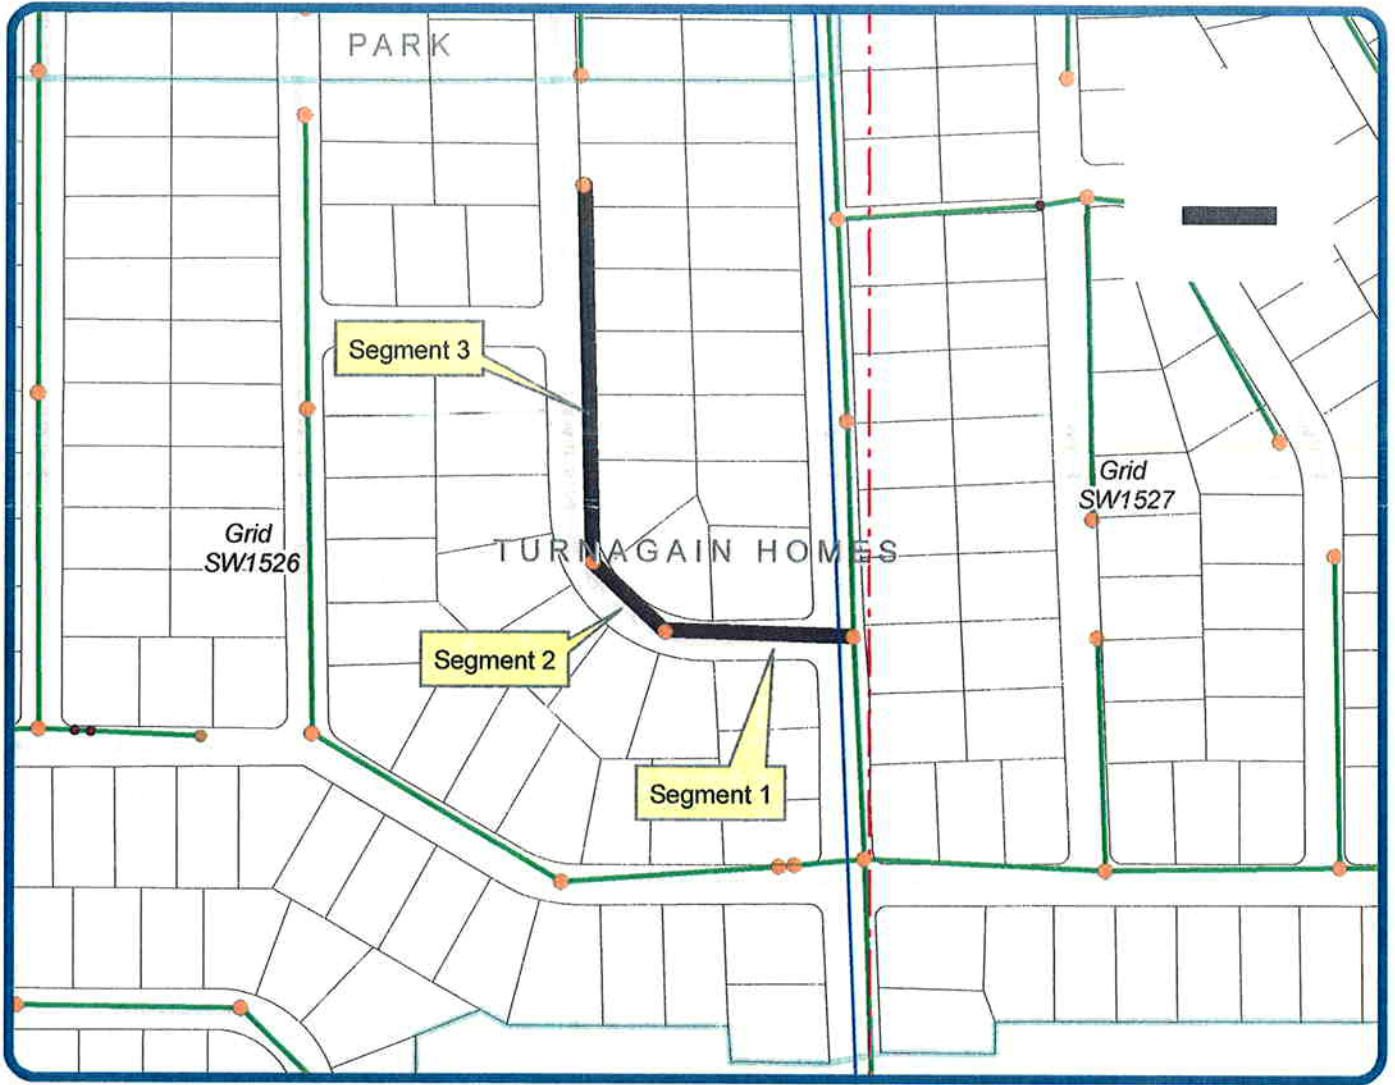 PARK
Segment 3
Grid
SW1526
Grid
SW1527
TURNAGAIN HOMES
Segment 2
Segment 1